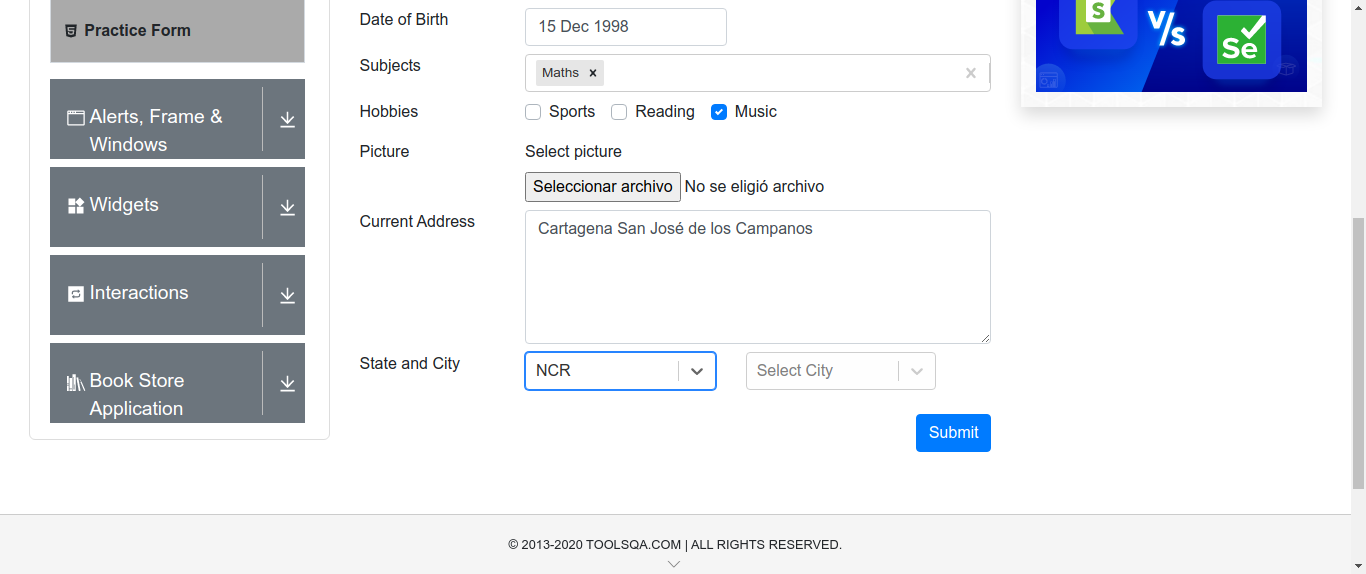 Practice Form
Alerts, Frame &
Windows
Widgets
Interactions
Book Store
Application
Date of Birth
15 Dec 1998
Subjects
Maths
Hobbies
Sports
Reading
Music
Picture
Select picture
Seleccionar archivo No se eligió archivo
Current Address
Cartagena San José de los Campanos
State and City
NCR
Select City
Submit
S
V/s
Se
© 2013-2020 TOOLSQA.COM | ALL RIGHTS RESERVED.